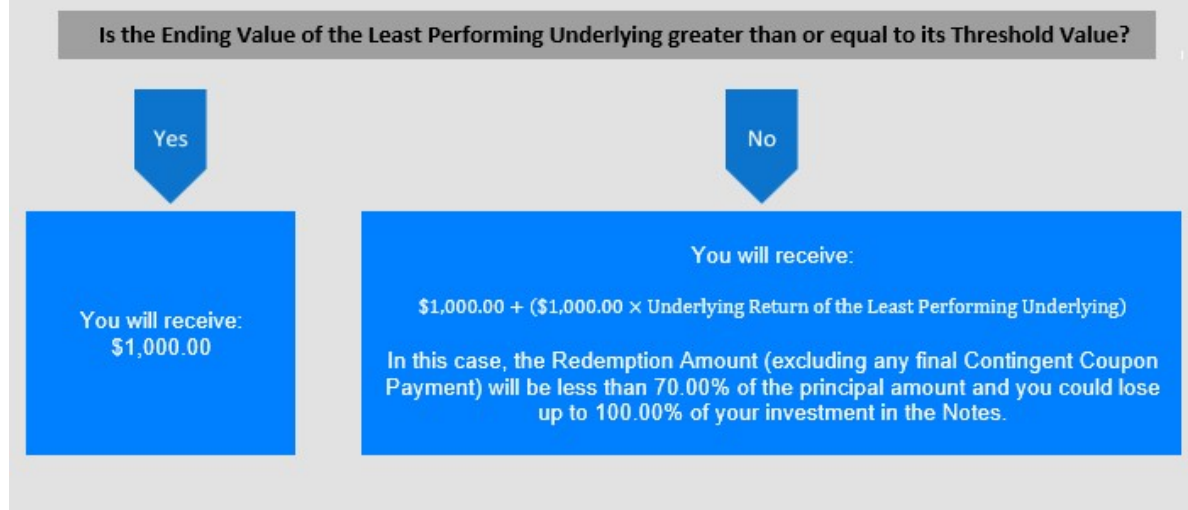 Is the Ending Value of the Least Performing Underlying greater than or equal to its Threshold Value?
Yes
No
You will receive:
$1,000.00
You will receive:
$1,000.00 + ($1,000.00 × Underlying Return of the Least Performing Underlying)
In this case, the Redemption Amount (excluding any final Contingent Coupon
Payment) will be less than 70.00% of the principal amount and you could lose
up to 100.00% of your investment in the Notes.